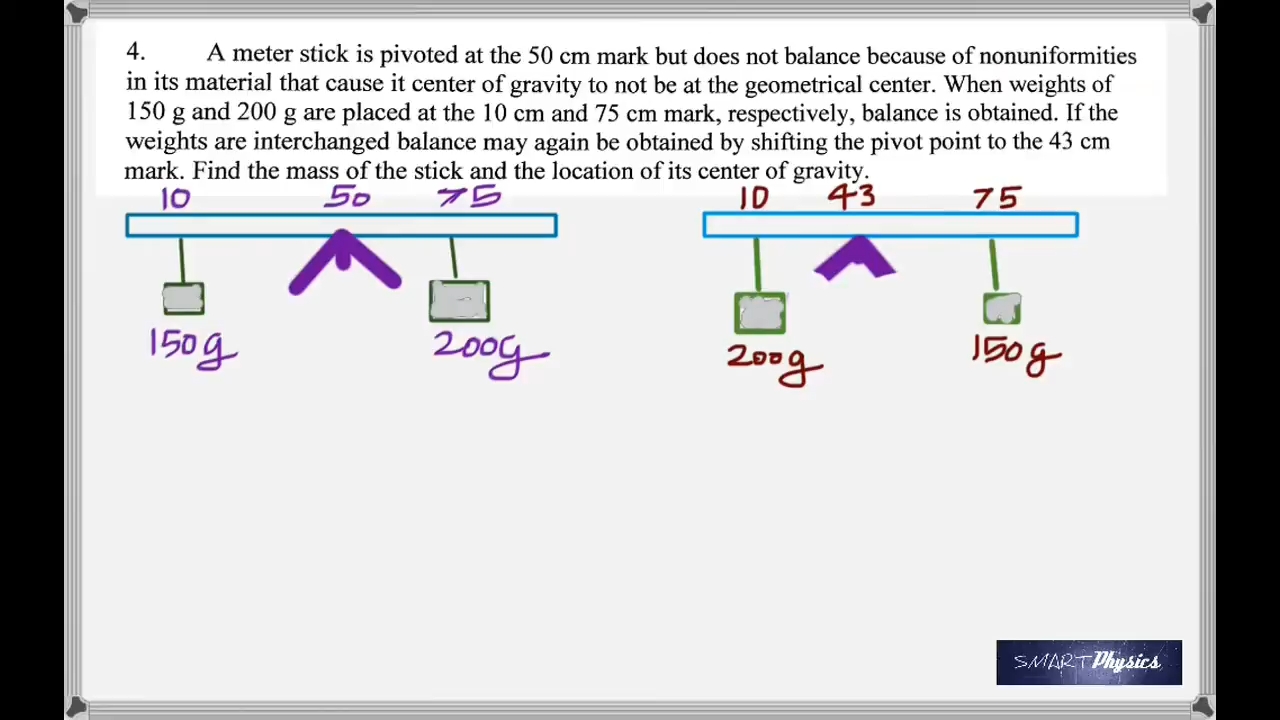 4. A meter stick is pivoted at the 50 cm mark but does not balance because of nonuniformities
in its material that cause it center of gravity to not be at the geometrical center. When weights of
150 g and 200 g are placed at the 10 cm and 75 cm mark, respectively, balance is obtained. If the
weights are interchanged balance may again be obtained by shifting the pivot point to the 43 cm
mark. Find the mass of the stick and the location of its center of gravity.
10 50 75
10 43 75
150g 200g
200g 150g
SMART Physics